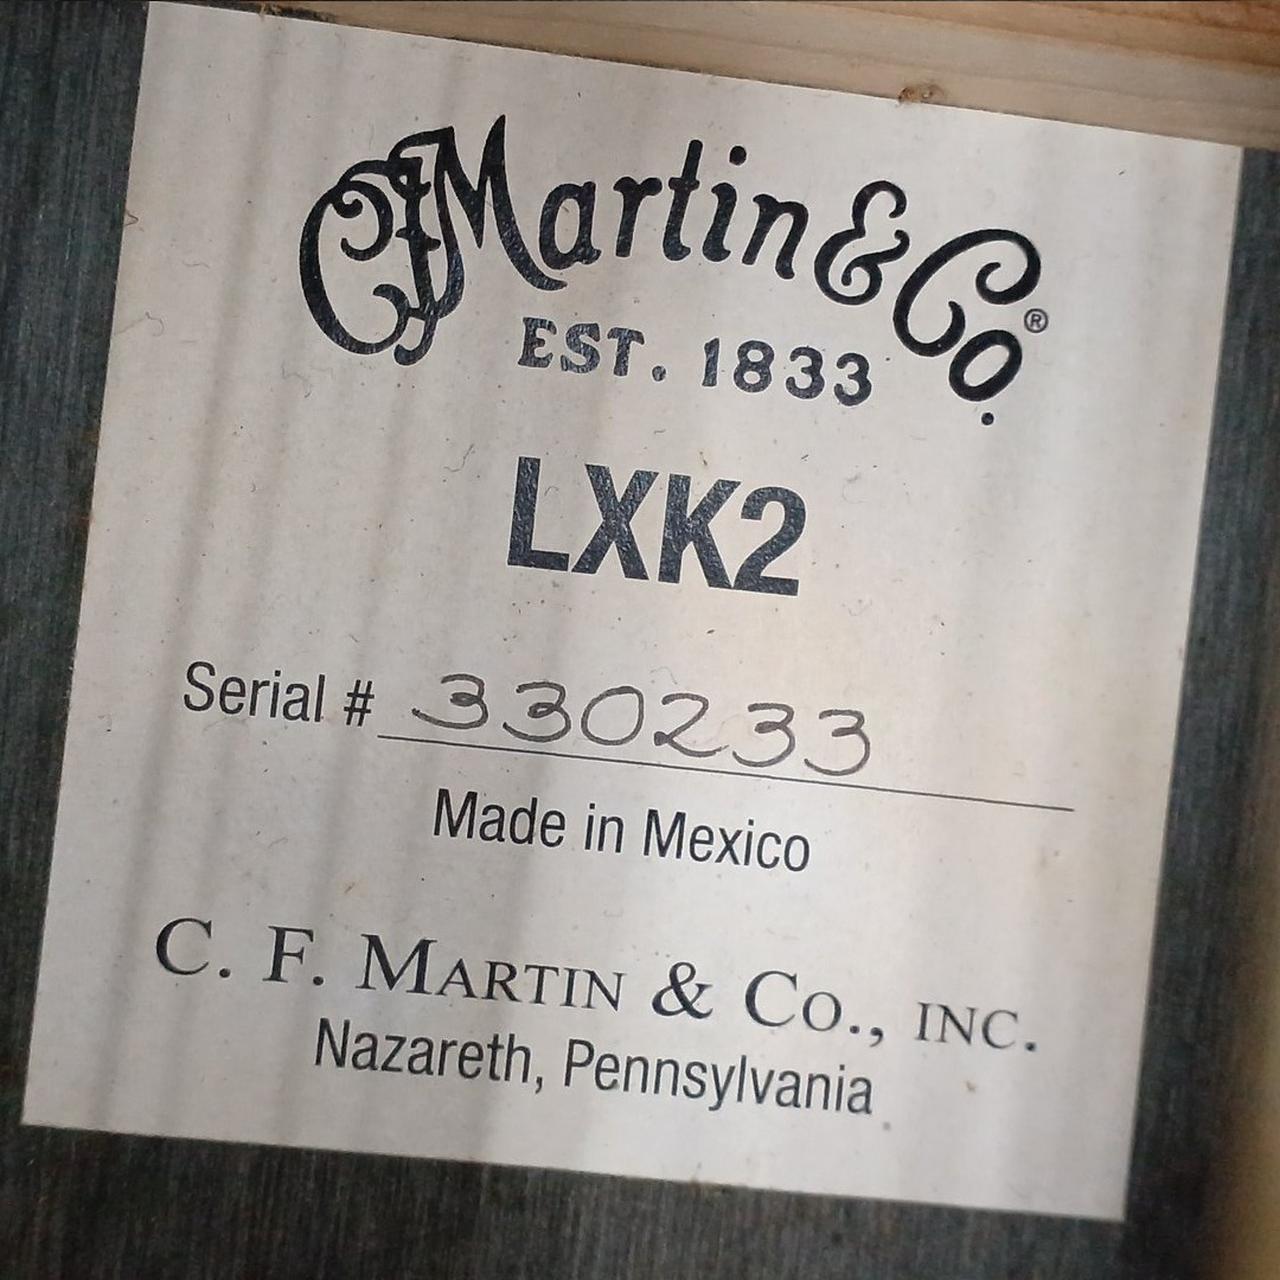 CFMartin & Co.®
EST. 1833
LXK2
Serial # 330233
Made in Mexico
C. F. MARTIN & CO., INC.
Nazareth, Pennsylvania